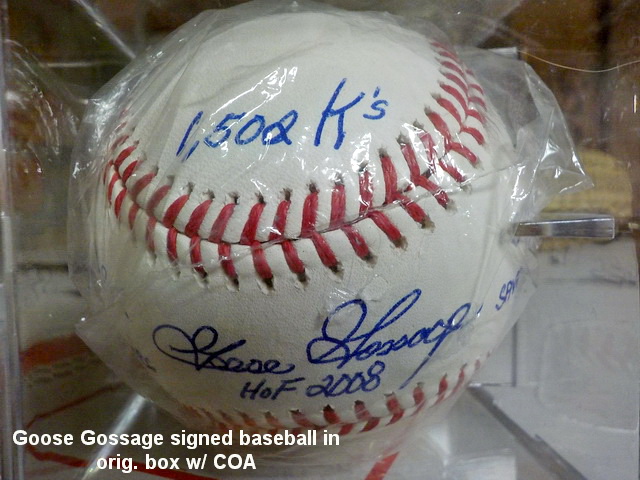 1,502 K's
Goose Gossage
HOF 2008
Goose Gossage signed baseball in
orig. box w/ COA